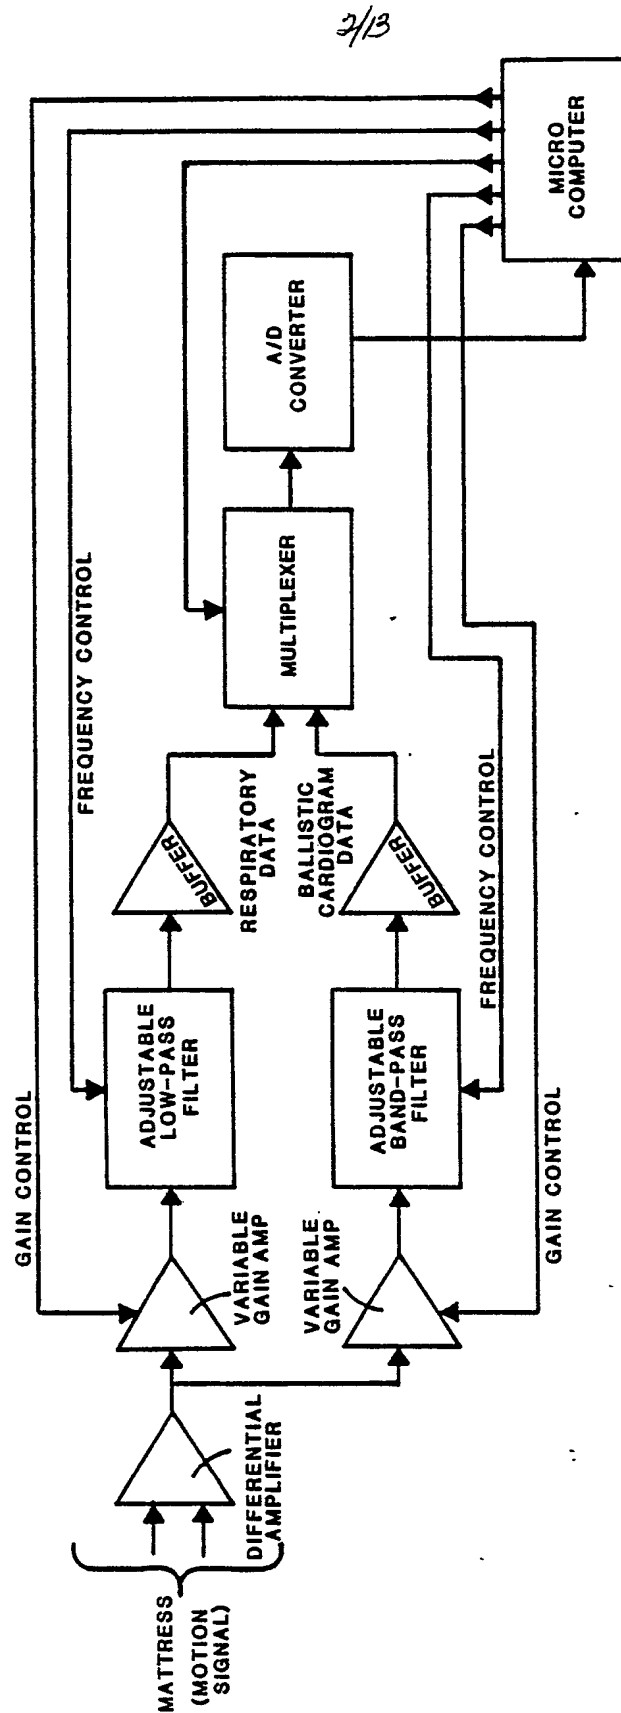 2/13
GAIN CONTROL
FREQUENCY CONTROL
MATTRESS
(MOTION
SIGNAL)
DIFFERENTIAL
AMPLIFIER
VARIABLE
GAIN AMP
ADJUSTABLE
LOW-PASS
FILTER
BUFFER
RESPIRATORY
DATA
VARIABLE
GAIN AMP
ADJUSTABLE
BAND-PASS
FILTER
BUFFER
BALLISTIC
CARDIOGRAM
DATA
MULTIPLEXER
A/D
CONVERTER
MICRO
COMPUTER
FREQUENCY CONTROL
GAIN CONTROL